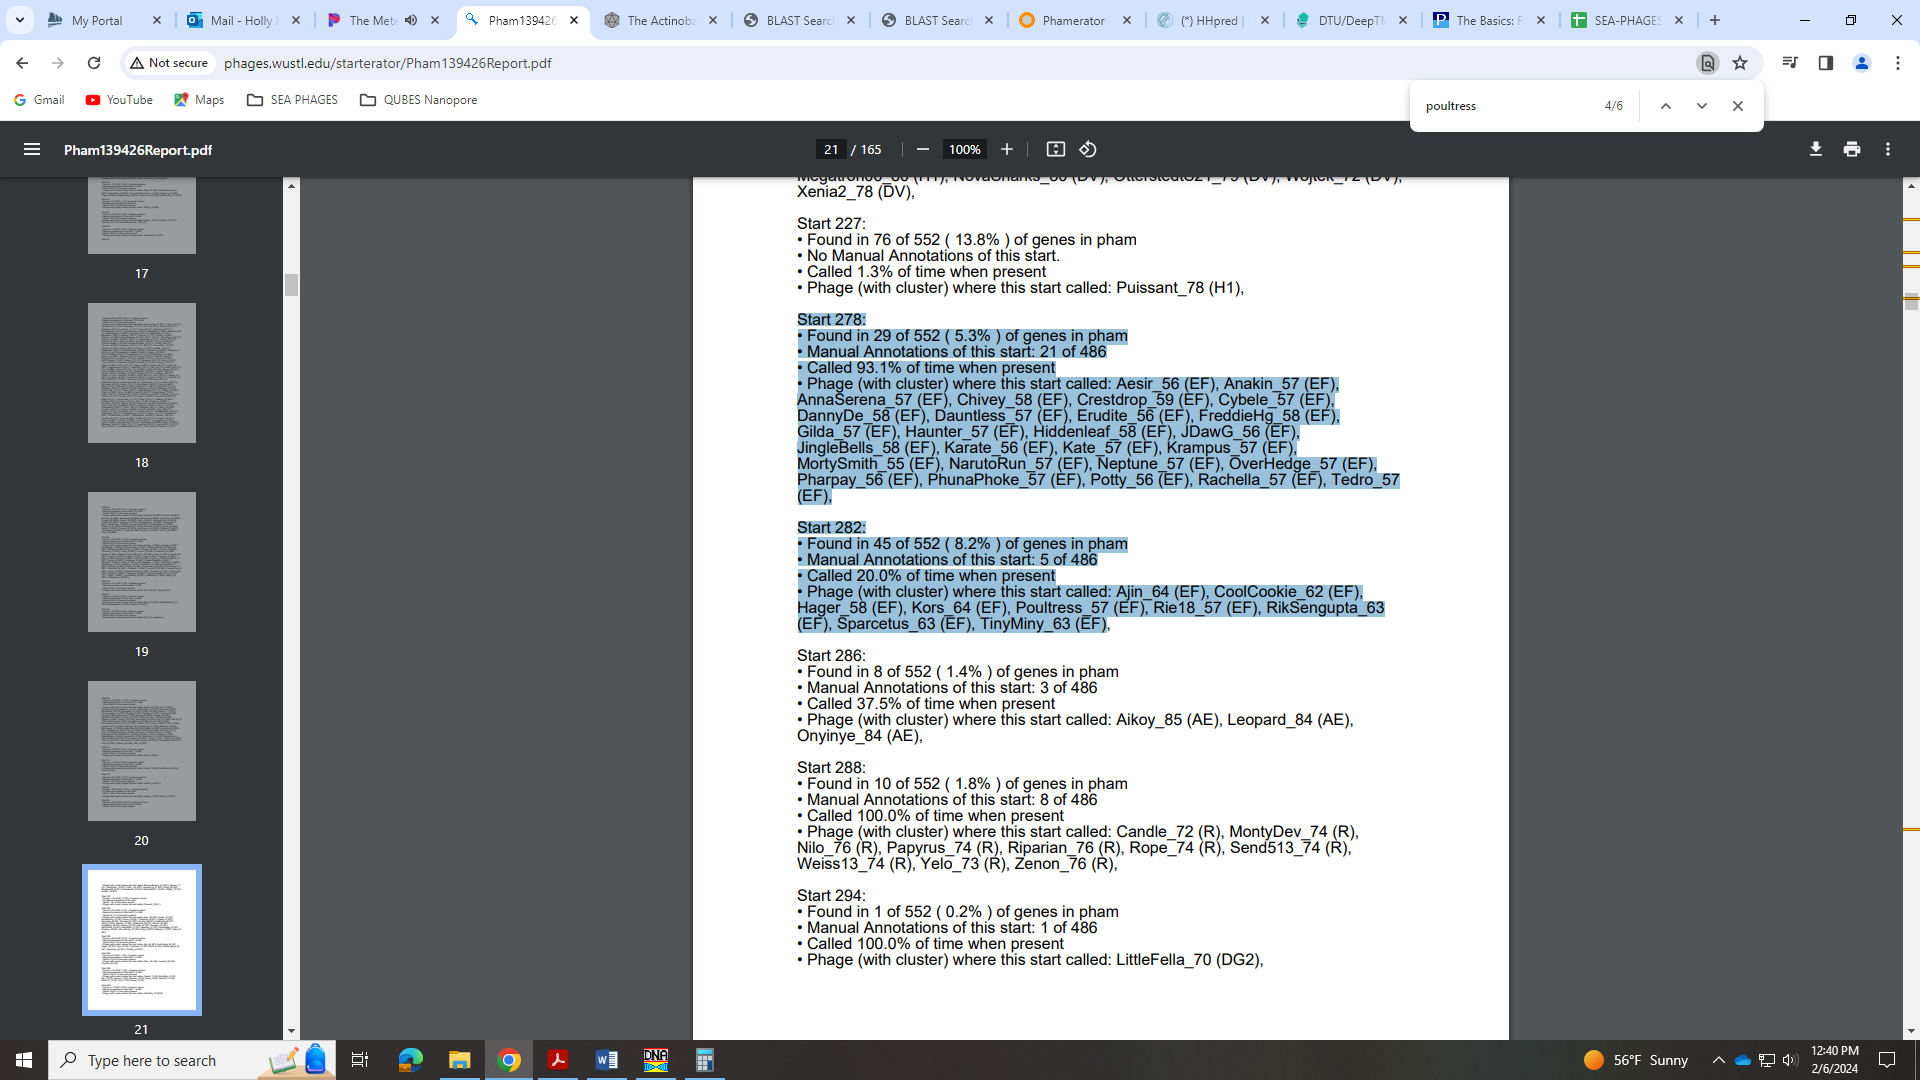 My Portal
Mail - Holly
The Mete
Pham139426
The Actinoba
BLAST Searc
BLAST Searc
Phamerator
(*) HHpred |
DTU/DeepTM
The Basics: F
SEA-PHAGES
Not secure
phages.wustl.edu/starterator/Pham139426Report.pdf
Gmail
YouTube
Maps
SEA PHAGES
QUBES Nanopore
poultress
4/6
Pham139426Report.pdf
21 / 165
100%
17
18
19
20
21
Xenia2_78 (DV),
Start 227:
• Found in 76 of 552 ( 13.8% ) of genes in pham
• No Manual Annotations of this start.
• Called 1.3% of time when present
• Phage (with cluster) where this start called: Puissant_78 (H1),
Start 278:
• Found in 29 of 552 ( 5.3% ) of genes in pham
• Manual Annotations of this start: 21 of 486
• Called 93.1% of time when present
• Phage (with cluster) where this start called: Aesir_56 (EF), Anakin_57 (EF),
AnnaSerena_57 (EF), Chivey_58 (EF), Crestdrop_59 (EF), Cybele_57 (EF),
DannyDe_58 (EF), Dauntless_57 (EF), Erudite_56 (EF), FreddieHg_58 (EF),
Gilda_57 (EF), Haunter_57 (EF), Hiddenleaf_58 (EF), JDawG_56 (EF),
JingleBells_58 (EF), Karate_56 (EF), Kate_57 (EF), Krampus_57 (EF),
MortySmith_55 (EF), NarutoRun_57 (EF), Neptune_57 (EF), OverHedge_57 (EF),
Pharpay_56 (EF), PhunaPhoke_57 (EF), Potty_56 (EF), Rachella_57 (EF), Tedro_57
(EF),
Start 282:
• Found in 45 of 552 ( 8.2% ) of genes in pham
• Manual Annotations of this start: 5 of 486
• Called 20.0% of time when present
• Phage (with cluster) where this start called: Ajin_64 (EF), CoolCookie_62 (EF),
Hager_58 (EF), Kors_64 (EF), Poultress_57 (EF), Rie18_57 (EF), RikSengupta_63
(EF), Sparcetus_63 (EF), TinyMiny_63 (EF),
Start 286:
• Found in 8 of 552 ( 1.4% ) of genes in pham
• Manual Annotations of this start: 3 of 486
• Called 37.5% of time when present
• Phage (with cluster) where this start called: Aikoy_85 (AE), Leopard_84 (AE),
Onyinye_84 (AE),
Start 288:
• Found in 10 of 552 ( 1.8% ) of genes in pham
• Manual Annotations of this start: 8 of 486
• Called 100.0% of time when present
• Phage (with cluster) where this start called: Candle_72 (R), MontyDev_74 (R),
Nilo_76 (R), Papyrus_74 (R), Riparian_76 (R), Rope_74 (R), Send513_74 (R),
Weiss13_74 (R), Yelo_73 (R), Zenon_76 (R),
Start 294:
• Found in 1 of 552 ( 0.2% ) of genes in pham
• Manual Annotations of this start: 1 of 486
• Called 100.0% of time when present
• Phage (with cluster) where this start called: LittleFella_70 (DG2),
Type here to search
DNA
56°F Sunny
12:40 PM
2/6/2024